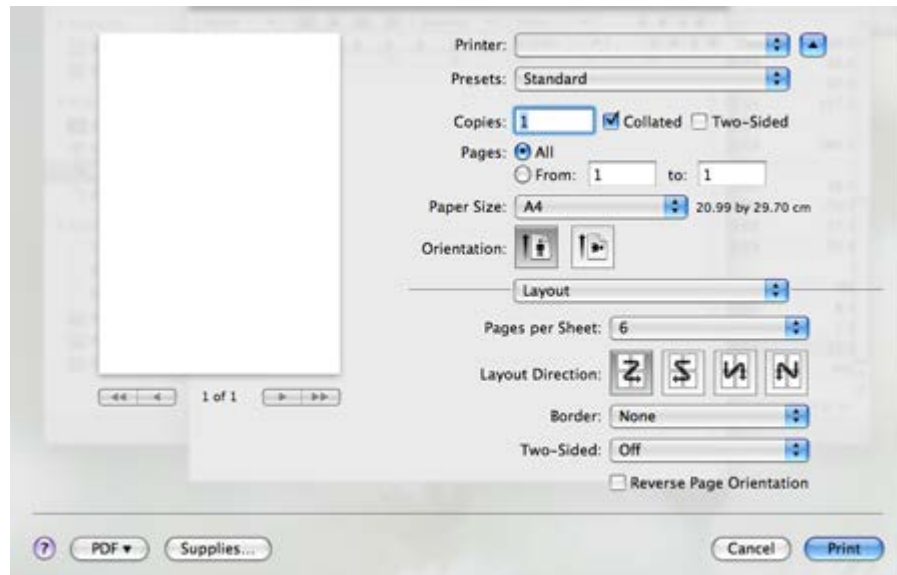 Printer:
Presets: Standard
Copies: 1 Collated Two-Sided
Pages: All
From: 1 to: 1
Paper Size: A4 20.99 by 29.70 cm
Orientation:
Layout
Pages per Sheet: 6
Layout Direction:
1 of 1
Border: None
Two-Sided: Off
Reverse Page Orientation
? PDF Supplies... Cancel Print